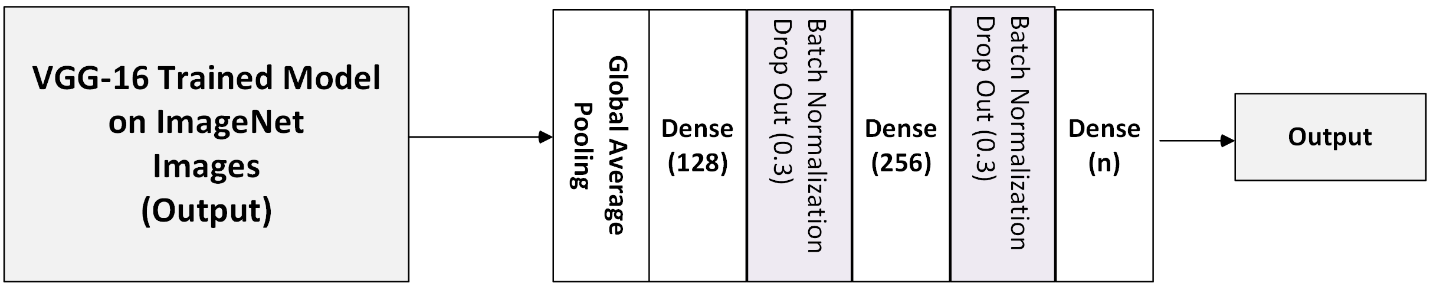 VGG-16 Trained Model
on ImageNet
Images
(Output)
Global Average
Pooling
Dense
(128)
Batch Normalization
Drop Out (0.3)
Dense
(256)
Batch Normalization
Drop Out (0.3)
Dense
(n)
Output